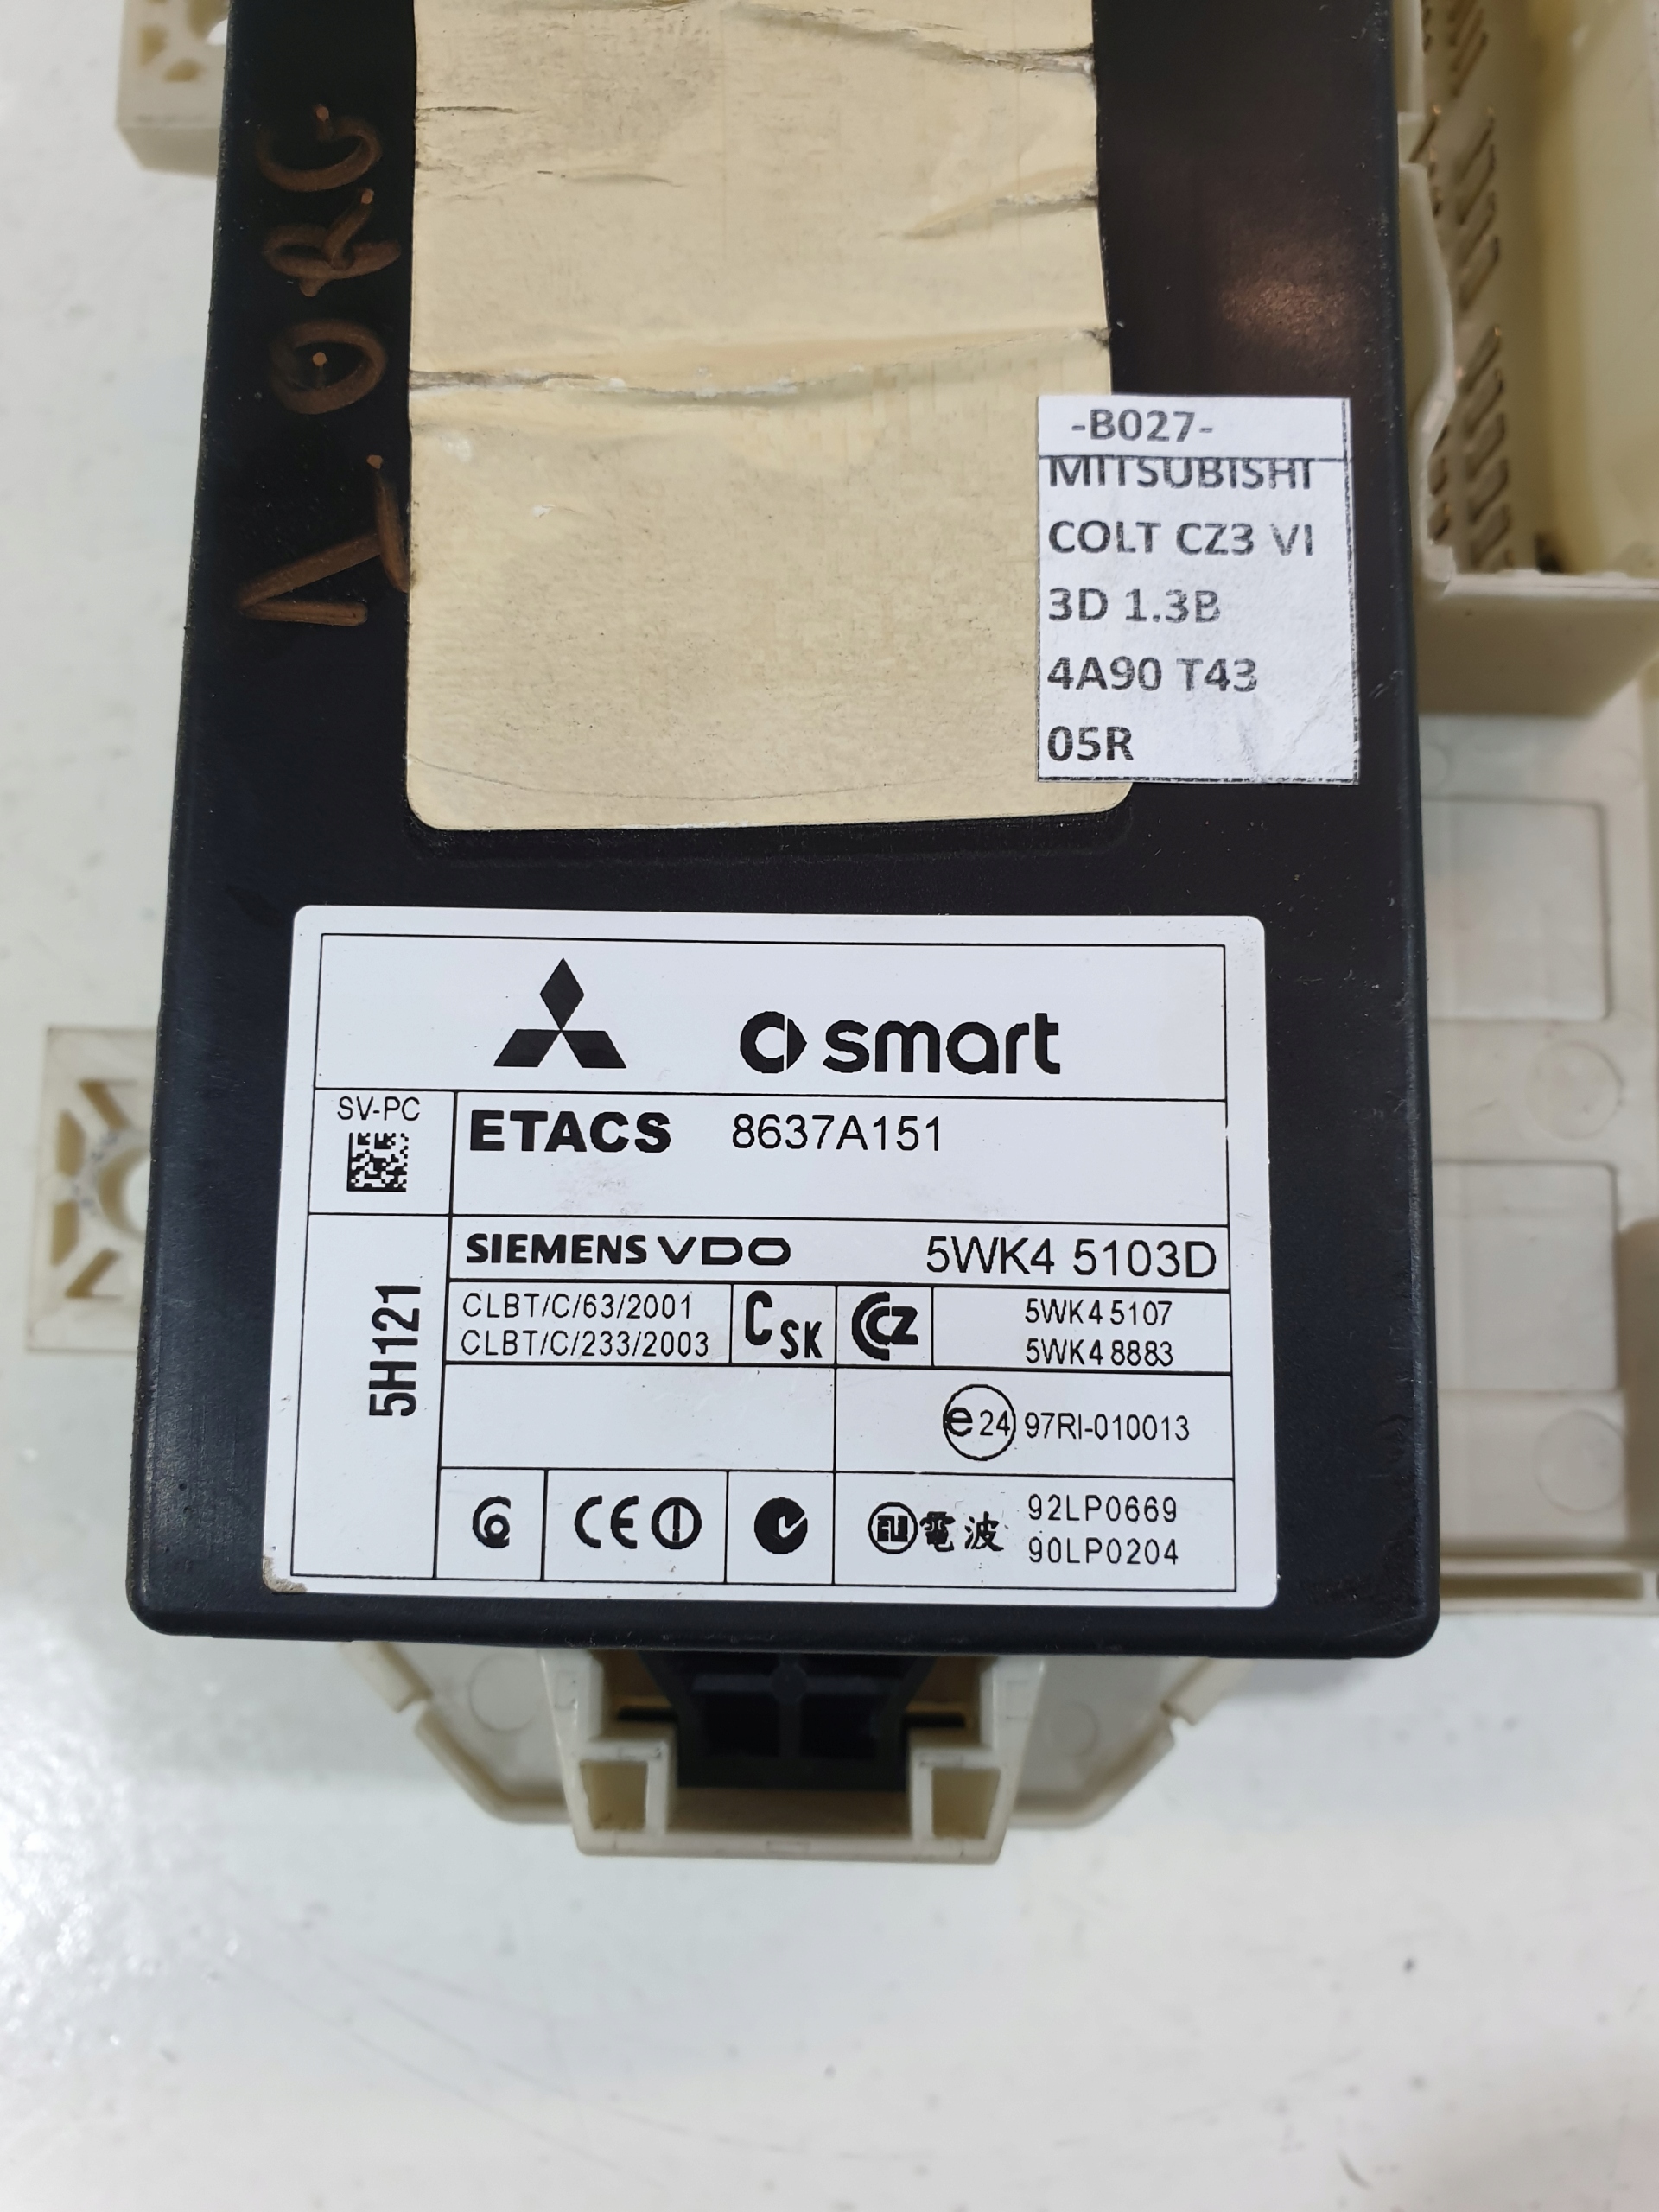 ORG
-B027-
MITSUBISHI
COLT CZ3 VI
3D 1.3B
4A90 T43
05R
smart
SV-PC
ETACS 8637A151
SIEMENS VDO 5WK4 5103D
5H121
CLBT/C/63/2001
CLBT/C/233/2003
CSK
CCZ
5WK4 5107
5WK4 8883
e24 97RI-010013
CE
電波
92LP0669
90LP0204